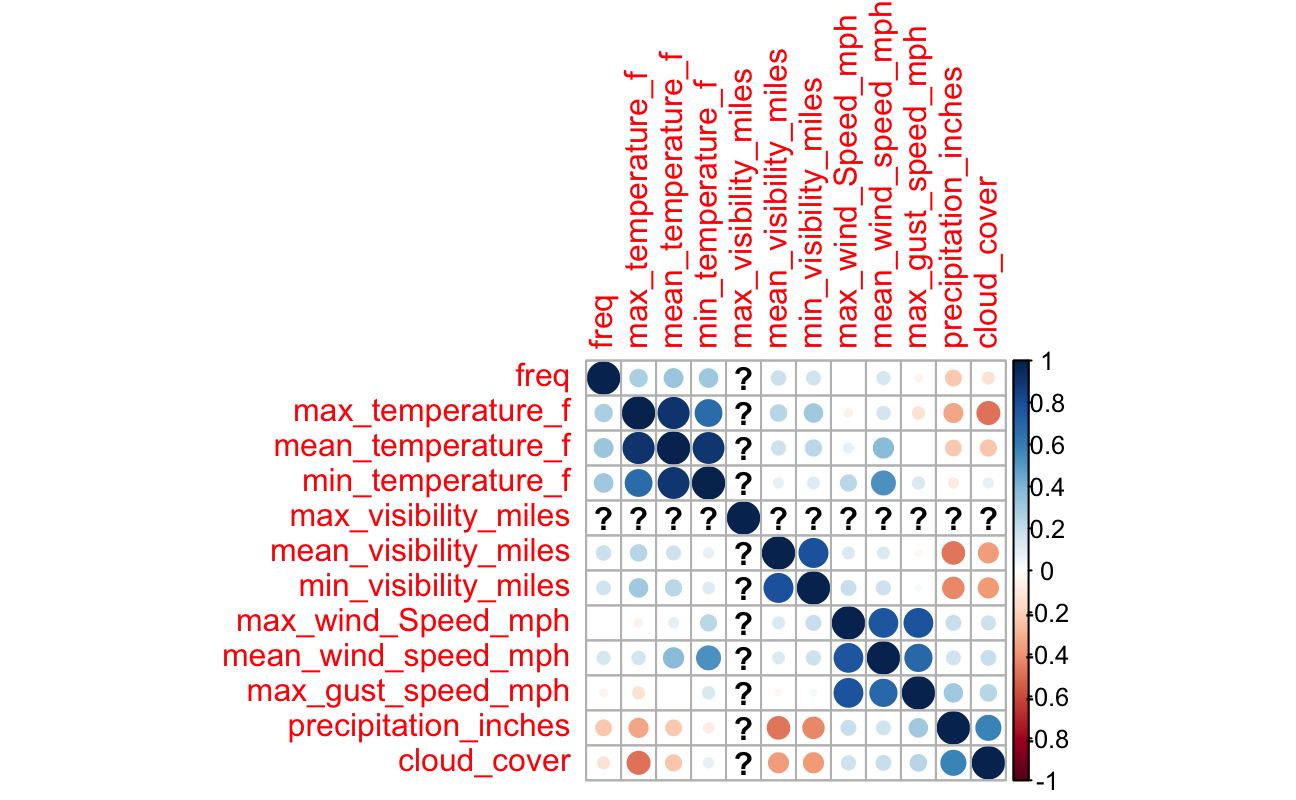 freq
max_temperature_f
mean_temperature_f
min_temperature_f
max_visibility_miles
mean_visibility_miles
min_visibility_miles
max_wind_Speed_mph
mean_wind_speed_mph
max_gust_speed_mph
precipitation_inches
cloud_cover
freq ?
max_temperature_f ?
mean_temperature_f ?
min_temperature_f ?
max_visibility_miles ? ? ? ? ? ? ? ? ? ? ?
mean_visibility_miles ?
min_visibility_miles ?
max_wind_Speed_mph ?
mean_wind_speed_mph ?
max_gust_speed_mph ?
precipitation_inches ?
cloud_cover ?
1
0.8
0.6
0.4
0.2
0
-0.2
-0.4
-0.6
-0.8
-1